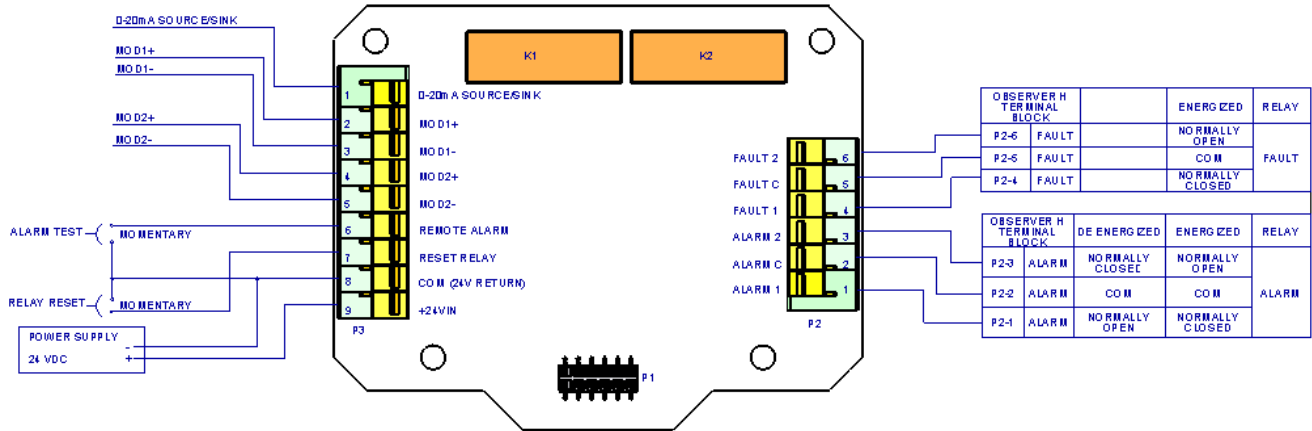 0-20mA SOURCE/SINK
MOD1+
MOD1-
MOD2+
MOD2-
ALARM TEST
MOMENTARY
RELAY RESET
MOMENTARY
POWER SUPPLY
24 VDC
-
+
K1
K2
1
2
3
4
5
6
7
8
9
0-20mA SOURCE/SINK
MOD1+
MOD1-
MOD2+
MOD2-
REMOTE ALARM
RESET RELAY
COM (24V RETURN)
+24VIN
P3
P1
FAULT 2
FAULT C
FAULT 1
ALARM 2
ALARM C
ALARM 1
6
5
4
3
2
1
P2
OBSERVER H TERMINAL BLOCK ENERGIZED RELAY
P2-6 FAULT NORMALLY OPEN
P2-5 FAULT COM FAULT
P2-4 FAULT NORMALLY CLOSED
OBSERVER H TERMINAL BLOCK DE ENERGIZED ENERGIZED RELAY
P2-3 ALARM NORMALLY CLOSED NORMALLY OPEN
P2-2 ALARM COM COM ALARM
P2-1 ALARM NORMALLY OPEN NORMALLY CLOSED